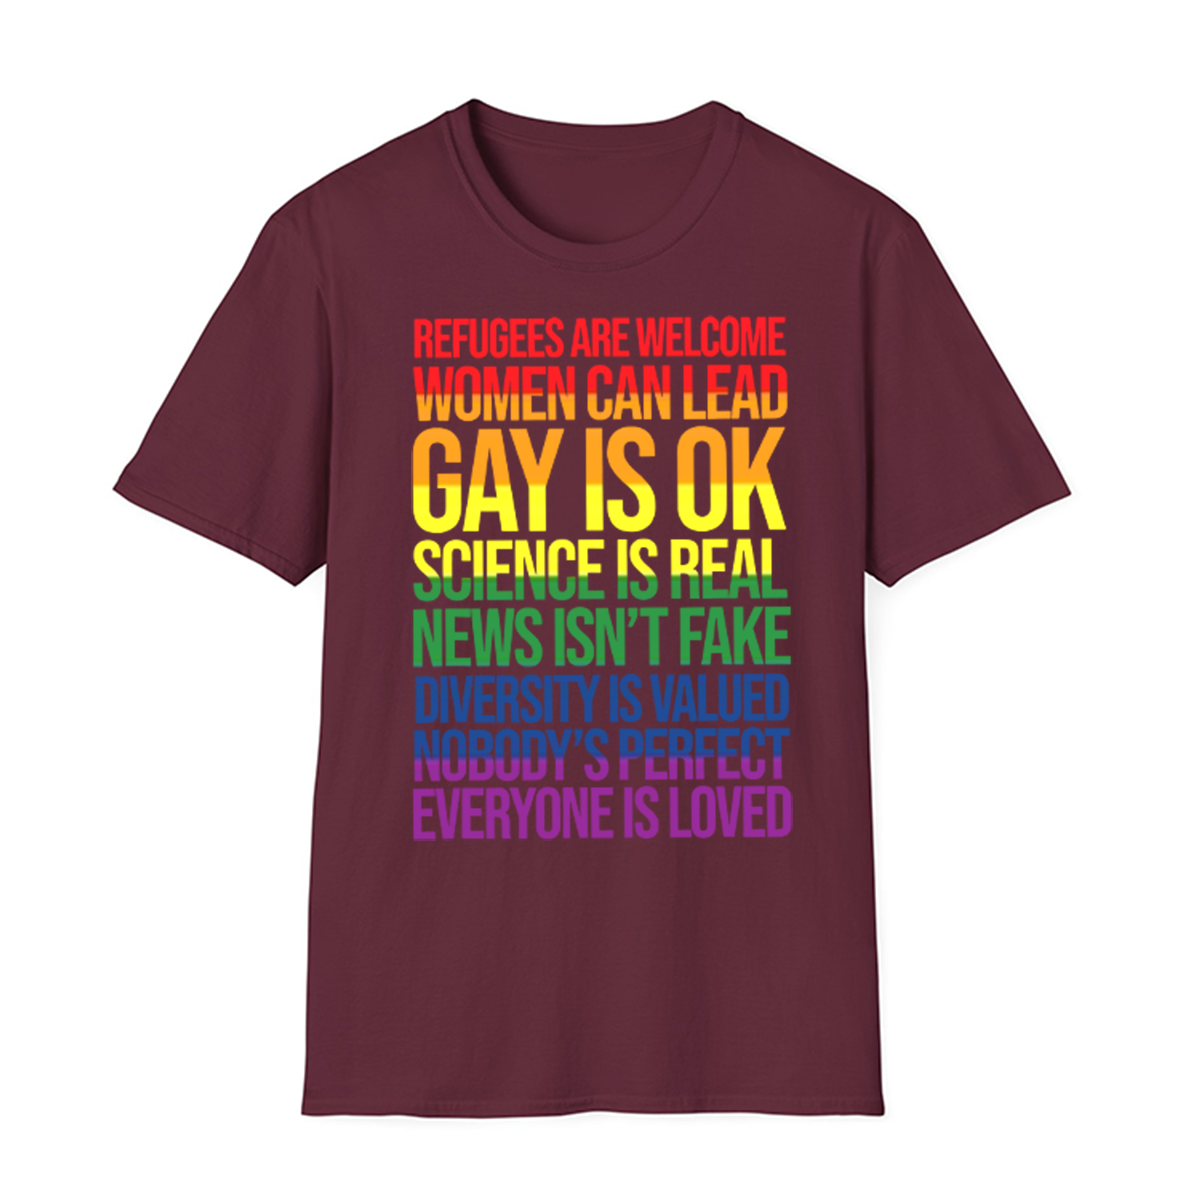 REFUGEES ARE WELCOME
WOMEN CAN LEAD
GAY IS OK
SCIENCE IS REAL
NEWS ISN'T FAKE
DIVERSITY IS VALUED
NOBODY'S PERFECT
EVERYONE IS LOVED